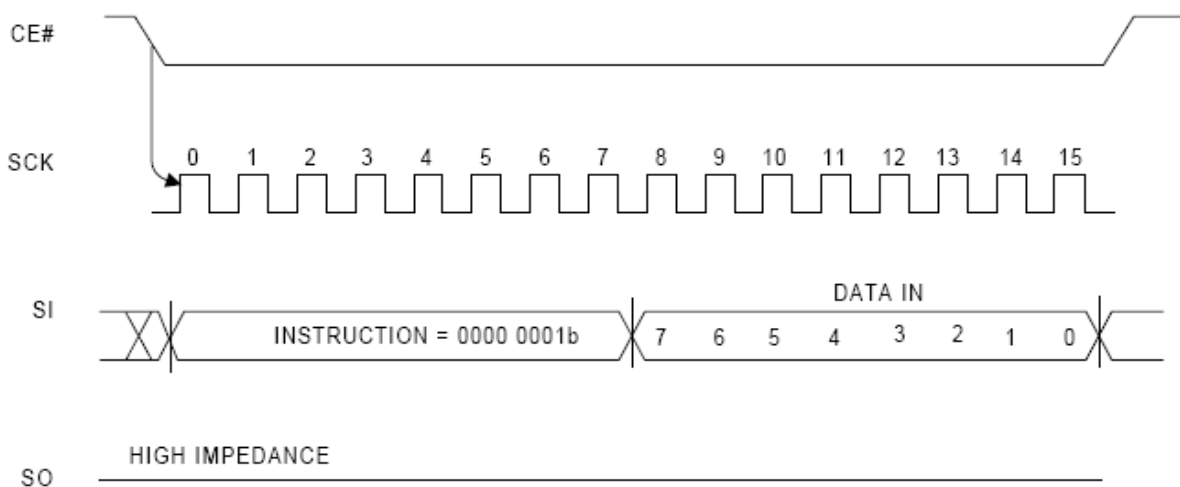 CE#
SCK
0 1 2 3 4 5 6 7 8 9 10 11 12 13 14 15
DATA IN
SI
INSTRUCTION = 0000 0001b 7 6 5 4 3 2 1 0
HIGH IMPEDANCE
SO